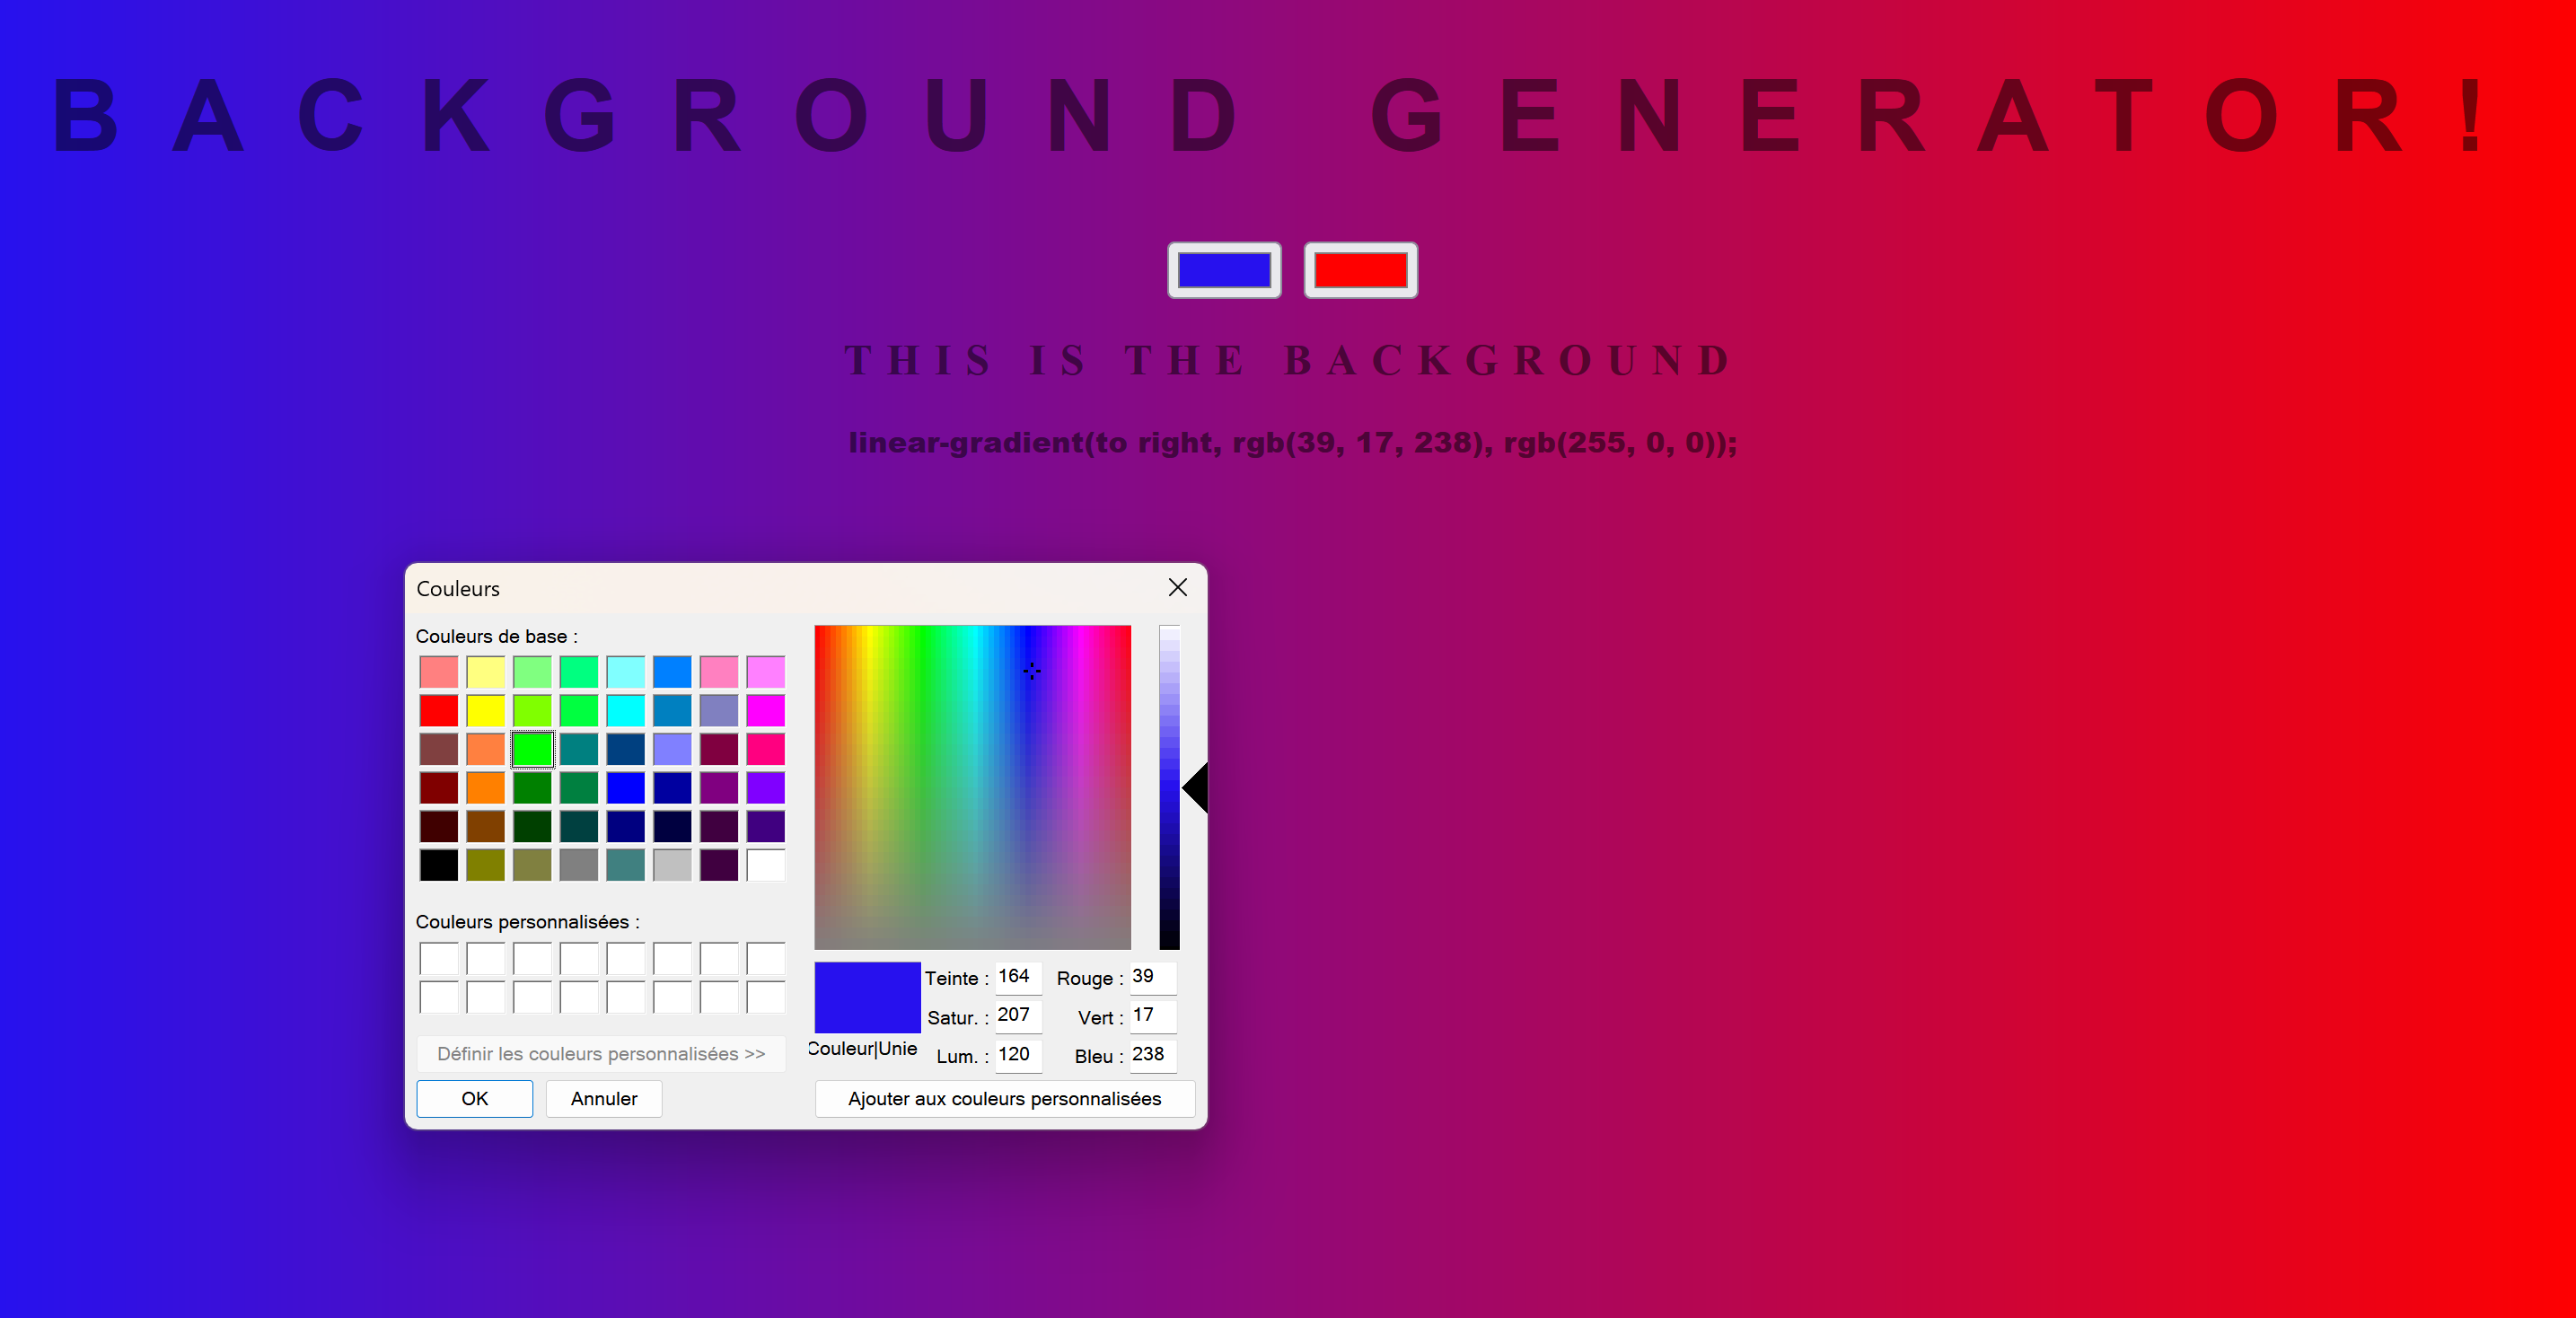 BACKGROUND GENERATOR!
THIS IS THE BACKGROUND
linear-gradient(to right, rgb(39, 17, 238), rgb(255, 0, 0));
Couleurs
Couleurs de base :
Couleurs personnalisées :
Définir les couleurs personnalisées >>
OK Annuler
Couleur|Unie
Teinte : 164 Rouge : 39
Satur. : 207 Vert : 17
Lum. : 120 Bleu : 238
Ajouter aux couleurs personnalisées